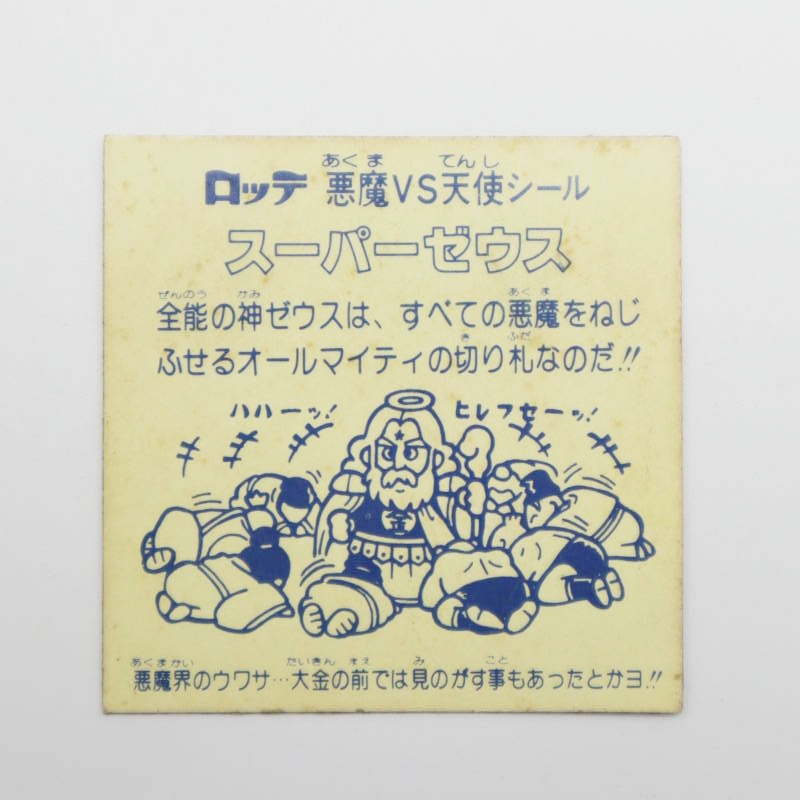 あくま てんし
ロッテ 悪魔VS天使シール
スーパーゼウス
ぜんのう かみ あくま
全能の神ゼウスは、すべての悪魔をねじ
き ふだ
ふせるオールマイティの切り札なのだ!!
ハハーッ! ヒレフセーッ!
金
あくまかい たいきん まえ み こと
悪魔界のウワサ…大金の前では見のがす事もあったとかヨ!!